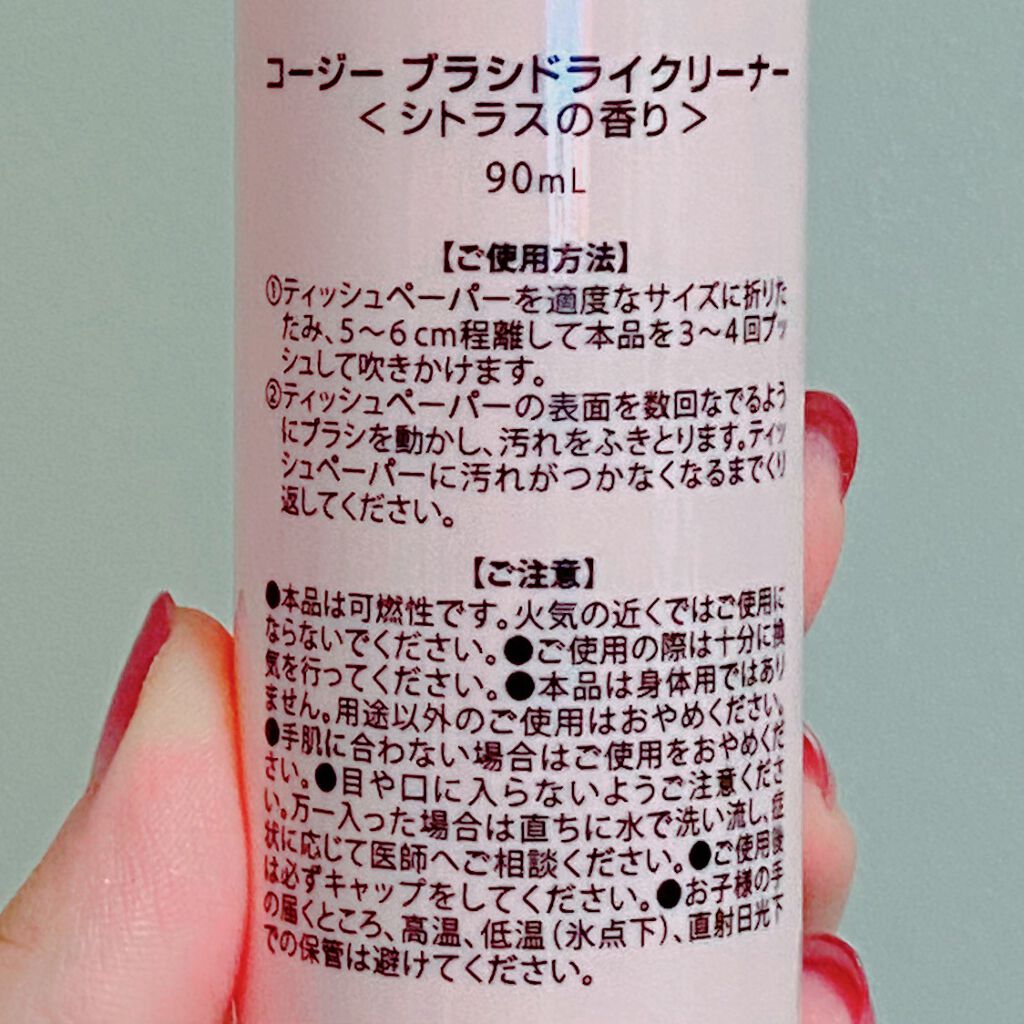 コージー ブラシドライクリーナー
＜シトラスの香り＞
90mL
【ご使用方法】
①ティッシュペーパーを適度なサイズに折りた
たみ、5〜6cm程離して本品を3〜4回プッ
シュして吹きかけます。
②ティッシュペーパーの表面を数回なでるよう
にブラシを動かし、汚れをふきとります。ティッ
シュペーパーに汚れがつかなくなるまでくり
返してください。
【ご注意】
●本品は可燃性です。火気の近くではご使用に
ならないでください。●ご使用の際は十分に換
気を行ってください。●本品は身体用ではあり
ません。用途以外のご使用はおやめください。
●手肌に合わない場合はご使用をおやめくだ
さい。●目や口に入らないようご注意くださ
い。万一入った場合は直ちに水で洗い流し、症
状に応じて医師へご相談ください。●ご使用後
は必ずキャップをしてください。●お子様の手
の届くところ、高温、低温（氷点下）、直射日光下
での保管は避けてください。